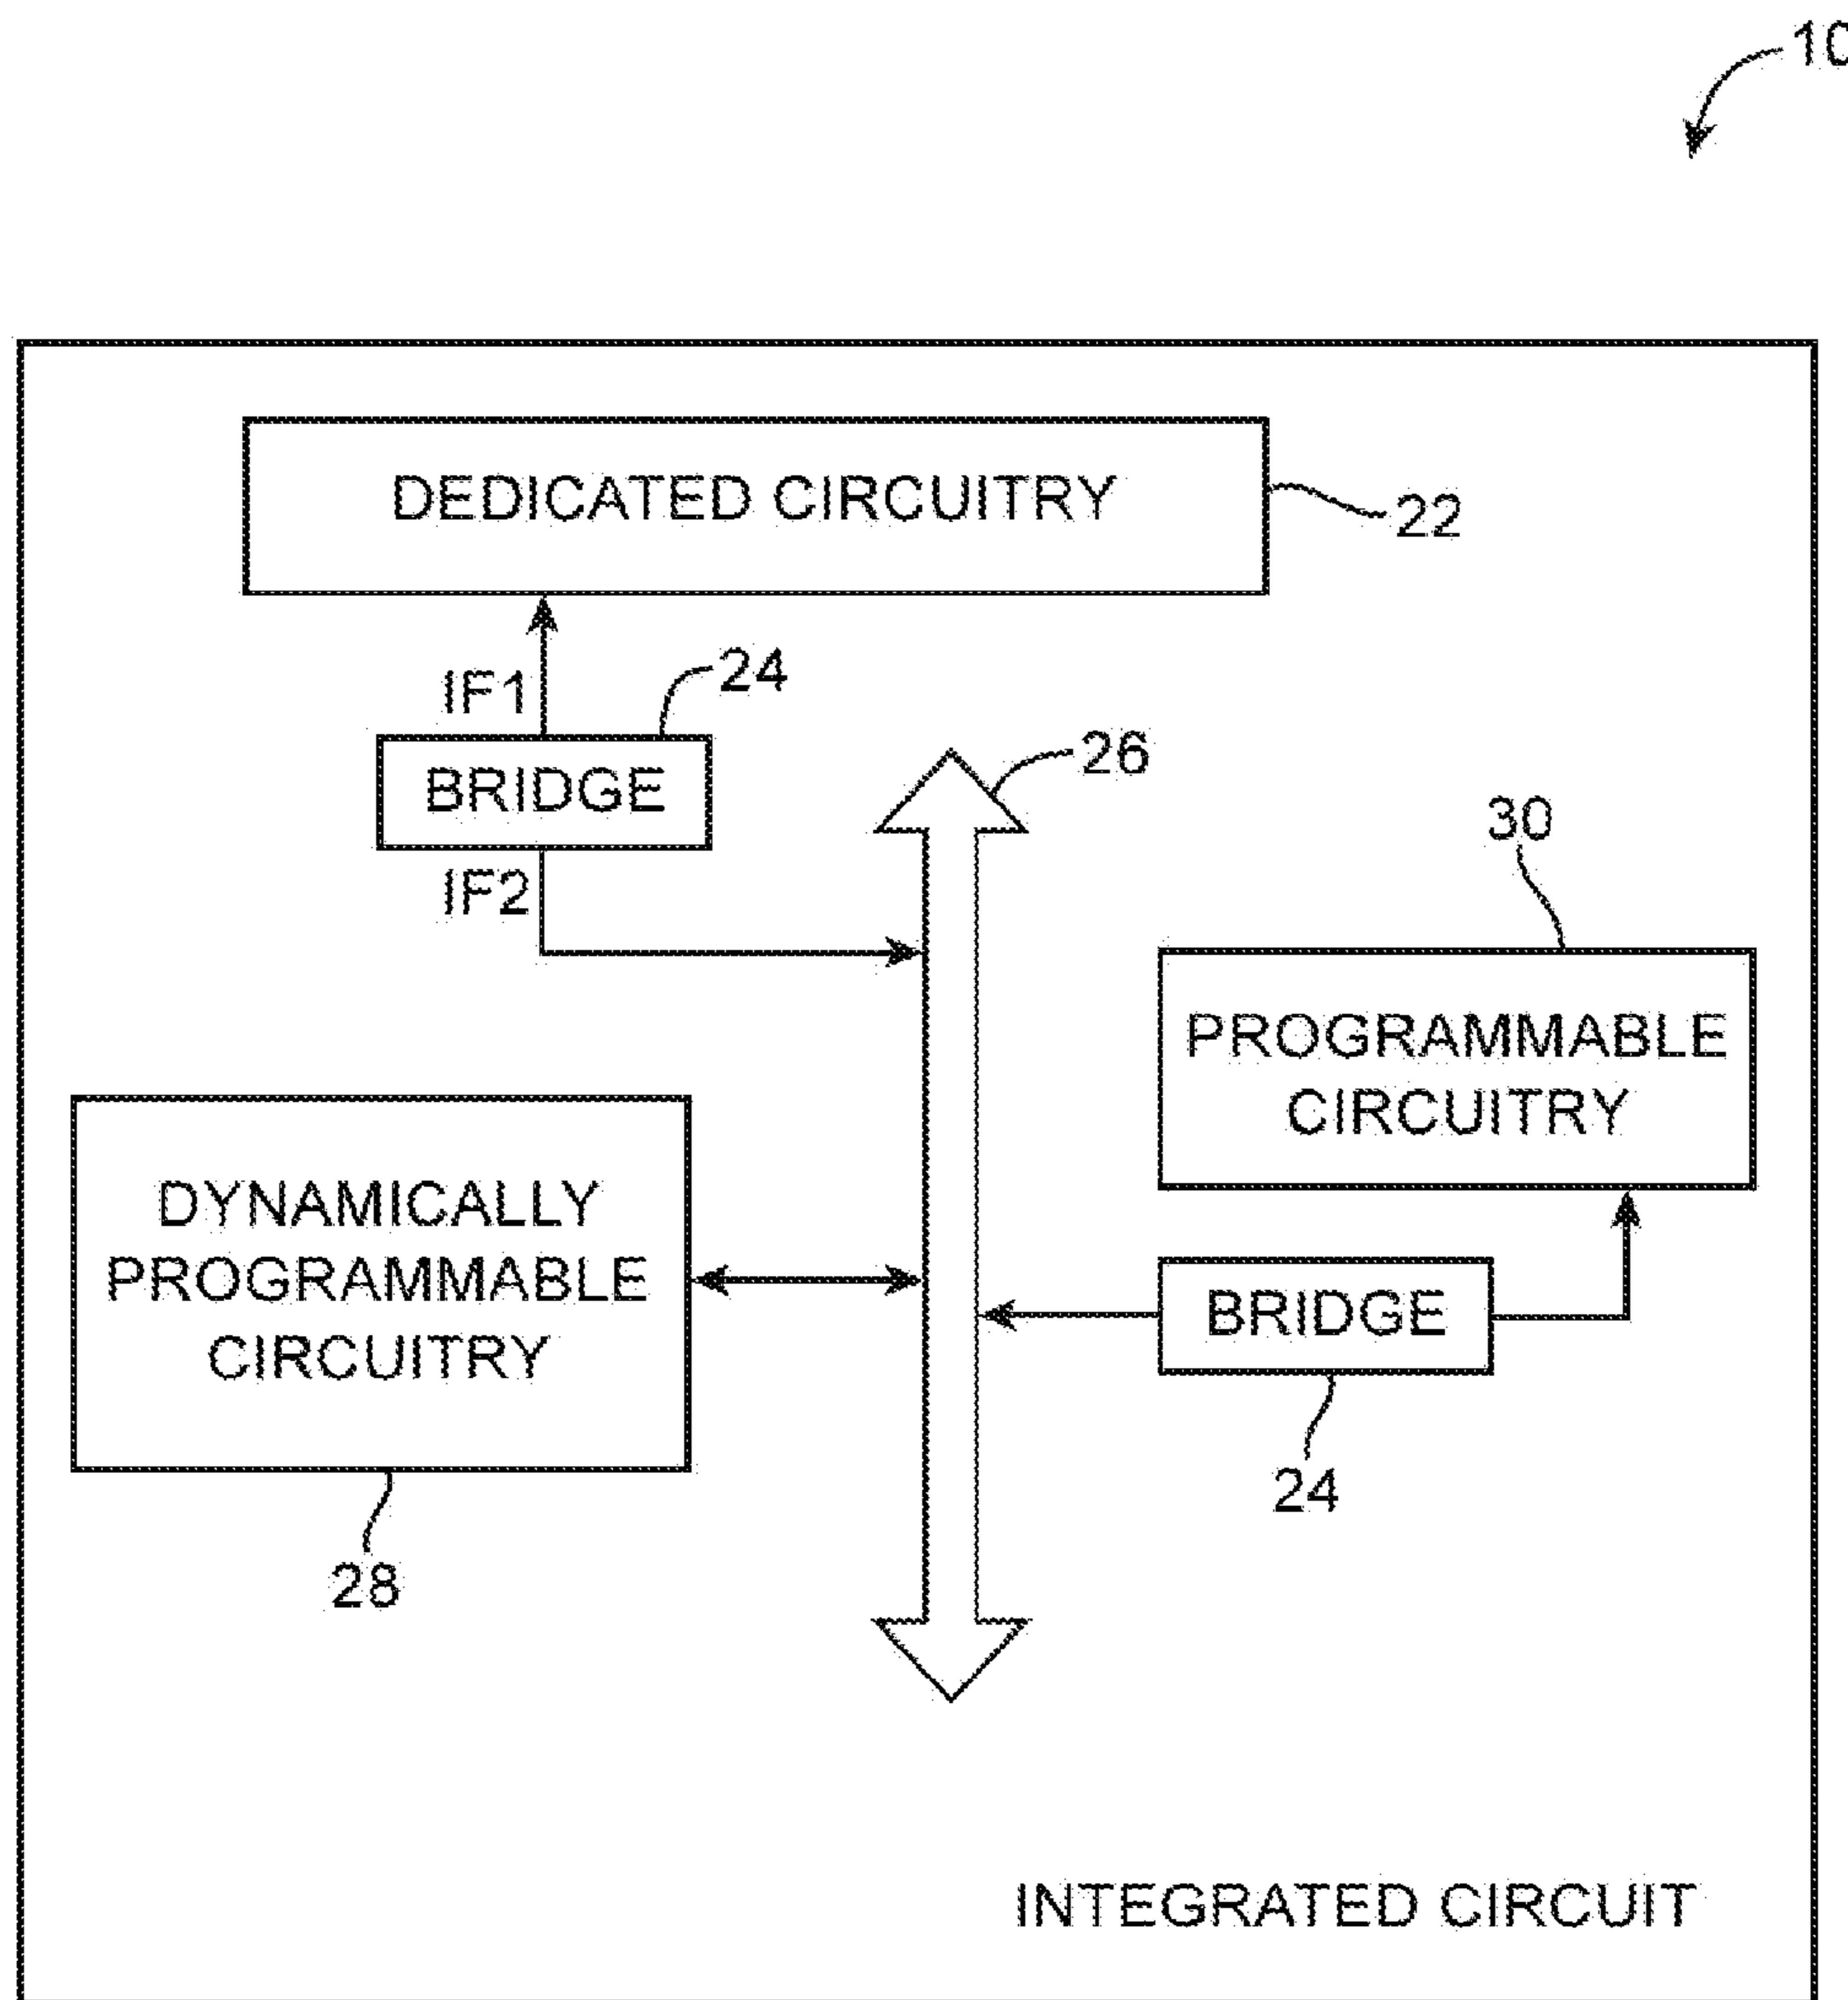 10
DEDICATED CIRCUITRY
22
IF1
24
BRIDGE
26
IF2
30
PROGRAMMABLE
CIRCUITRY
DYNAMICALLY
PROGRAMMABLE
CIRCUITRY
BRIDGE
24
28
INTEGRATED CIRCUIT